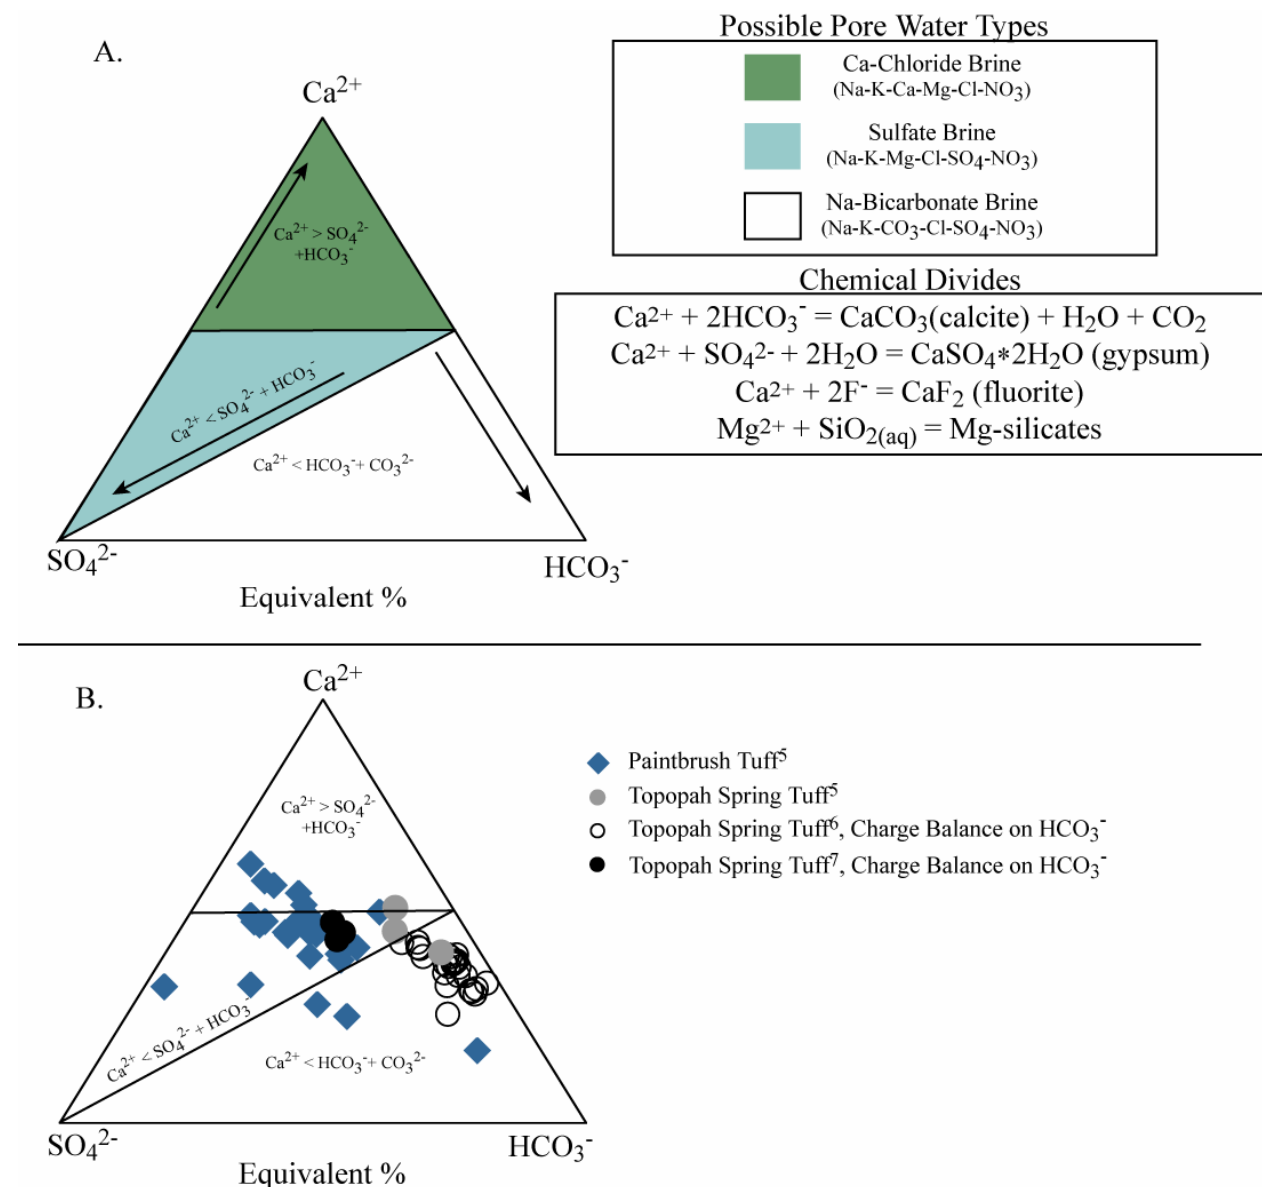 A.
Possible Pore Water Types
Ca-Chloride Brine
(Na-K-Ca-Mg-Cl-NO₃)
Sulfate Brine
(Na-K-Mg-Cl-SO₄-NO₃)
Na-Bicarbonate Brine
(Na-K-CO₃-Cl-SO₄-NO₃)
Chemical Divides
Ca²⁺ + 2HCO₃⁻ = CaCO₃(calcite) + H₂O + CO₂
Ca²⁺ + SO₄²⁻ + 2H₂O = CaSO₄*2H₂O (gypsum)
Ca²⁺ + 2F⁻ = CaF₂ (fluorite)
Mg²⁺ + SiO₂₍aq₎ = Mg-silicates
Ca²⁺
Ca²⁺ > SO₄²⁻
+HCO₃⁻
Ca²⁺ < SO₄²⁻ + HCO₃⁻
Ca²⁺ < HCO₃⁻+ CO₃²⁻
SO₄²⁻
HCO₃⁻
Equivalent %
B.
Ca²⁺
Ca²⁺ > SO₄²⁻
+HCO₃⁻
Ca²⁺ < SO₄²⁻ + HCO₃⁻
Ca²⁺ < HCO₃⁻+ CO₃²⁻
SO₄²⁻
HCO₃⁻
Equivalent %
Paintbrush Tuff⁵
Topopah Spring Tuff⁵
Topopah Spring Tuff⁶, Charge Balance on HCO₃⁻
Topopah Spring Tuff⁷, Charge Balance on HCO₃⁻